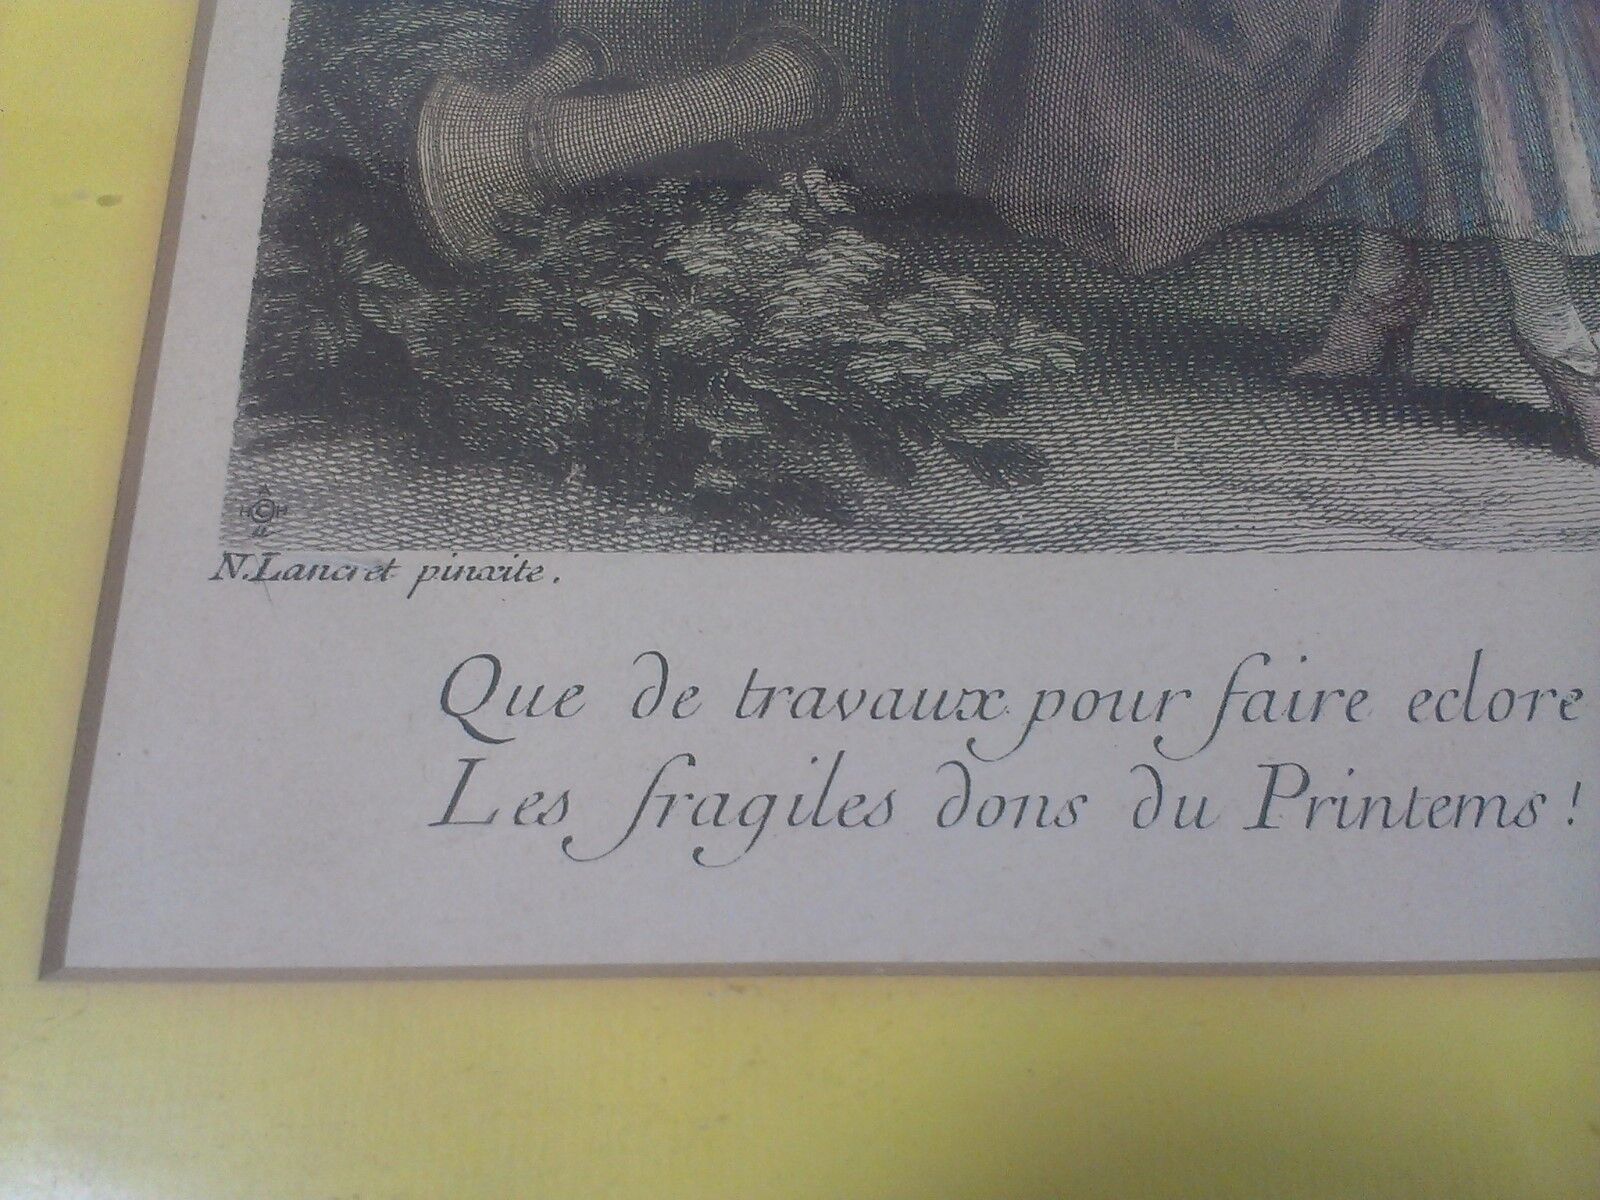 H©H
N. Lancret pinxite.
Que de travaux pour faire eclore
Les fragiles dons du Printems!